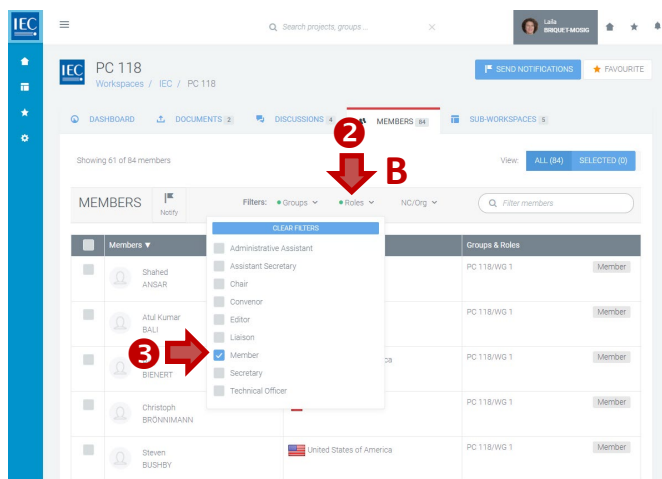 IEC
Search projects, groups ...
Laila
BRIQUET-MOSIG
IEC
PC 118
Workspaces / IEC / PC 118
SEND NOTIFICATIONS
FAVOURITE
DASHBOARD
DOCUMENTS 2
DISCUSSIONS 4
MEMBERS 84
SUB-WORKSPACES 5
2
B
Showing 61 of 84 members
View: ALL (84) SELECTED (0)
MEMBERS
Notify
Filters: Groups Roles NC/Org
Filter members
CLEAR FILTERS
Administrative Assistant
Assistant Secretary
Chair
Convenor
Editor
Liaison
Member
Secretary
Technical Officer
3
Members ▼
Groups & Roles
Shahed
ANSAR
PC 118/WG 1 Member
Atul Kumar
BALI
PC 118/WG 1 Member
BIENERT
ca
PC 118/WG 1 Member
Christoph
BRÖNNIMANN
PC 118/WG 1 Member
Steven
BUSHBY
United States of America
PC 118/WG 1 Member